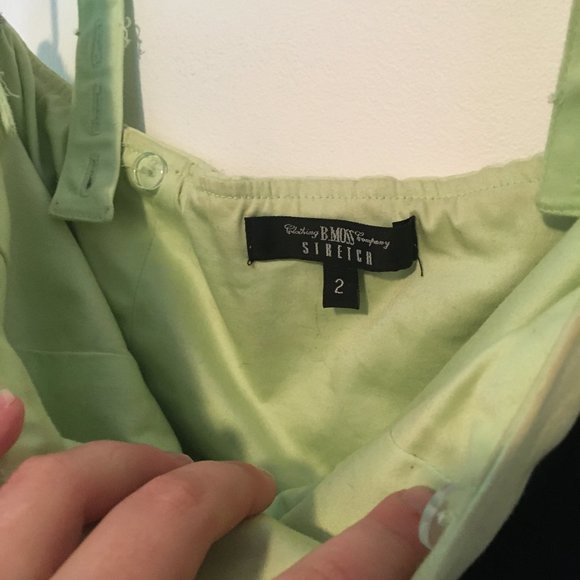 Clothing B.MOSS Company
STRETCH
2